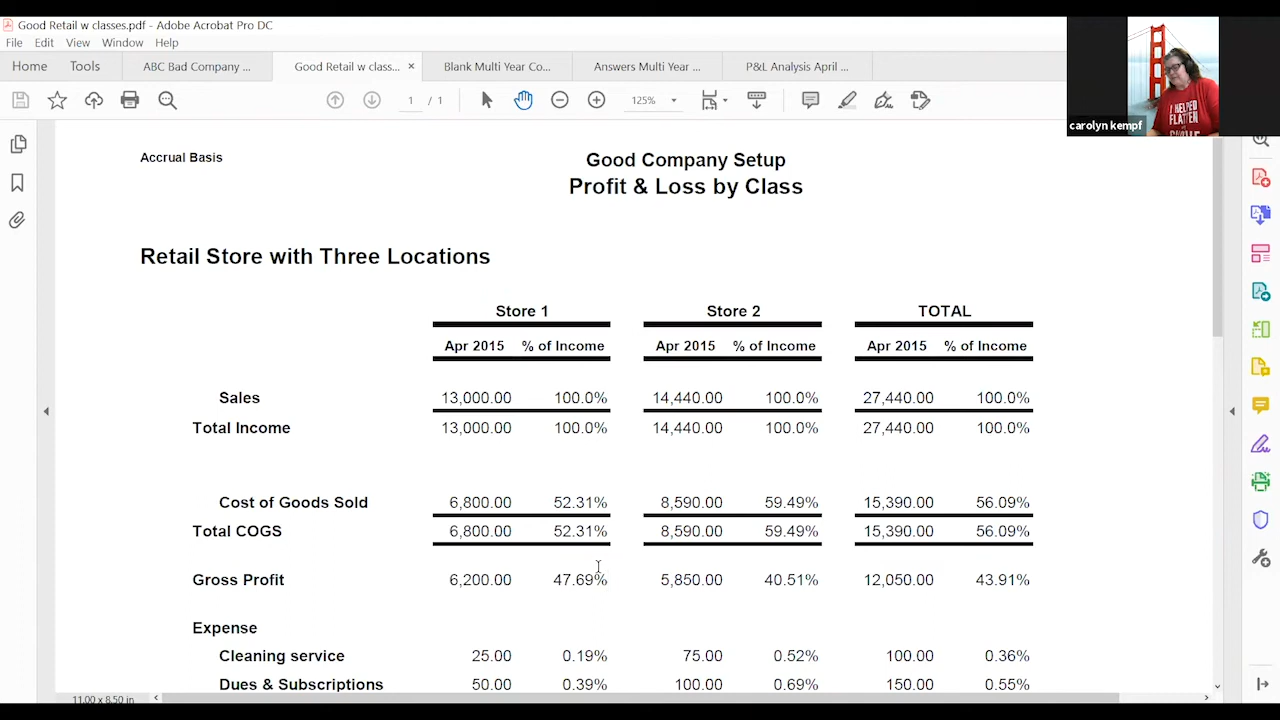 Good Retail w classes.pdf - Adobe Acrobat Pro DC
File Edit View Window Help
Home Tools ABC Bad Company ... Good Retail w class... × nk Multi Year Co... Answers Multi Year ... P&L Analysis April ...
1 / 1 125%
carolyn kempf
I HELPED
FLATTEN
Accrual Basis
Good Company Setup
Profit & Loss by Class
Retail Store with Three Locations
Store 1 Store 2 TOTAL
Apr 2015 % of Income Apr 2015 % of Income Apr 2015 % of Income
Sales 13,000.00 100.0% 14,440.00 100.0% 27,440.00 100.0%
Total Income 13,000.00 100.0% 14,440.00 100.0% 27,440.00 100.0%
Cost of Goods Sold 6,800.00 52.31% 8,590.00 59.49% 15,390.00 56.09%
Total COGS 6,800.00 52.31% 8,590.00 59.49% 15,390.00 56.09%
Gross Profit 6,200.00 47.69% 5,850.00 40.51% 12,050.00 43.91%
Expense
Cleaning service 25.00 0.19% 75.00 0.52% 100.00 0.36%
Dues & Subscriptions 50.00 0.39% 100.00 0.69% 150.00 0.55%
11.00 x 8.50 in